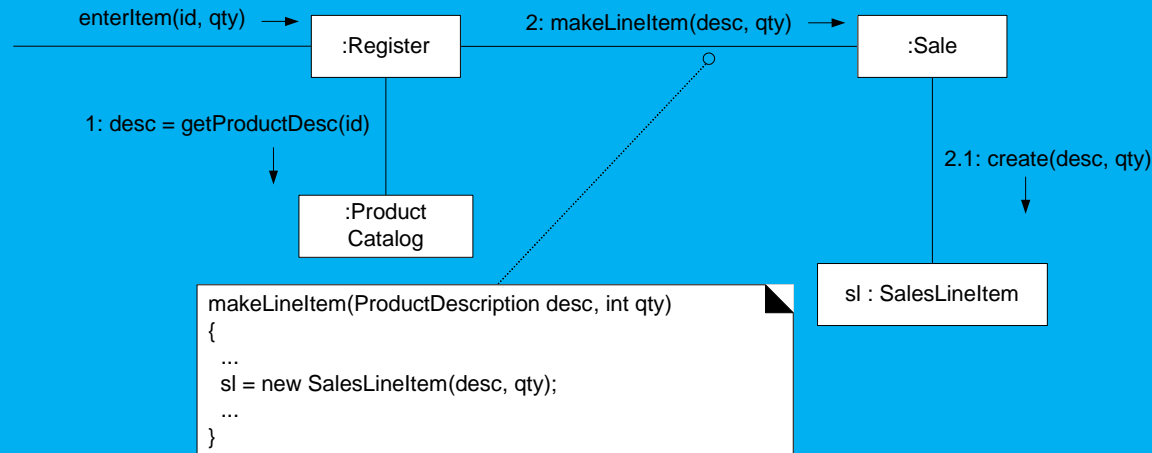 enterItem(id, qty)
2: makeLineItem(desc, qty)
:Register
:Sale
1: desc = getProductDesc(id)
2.1: create(desc, qty)
:Product
Catalog
sl : SalesLineItem
makeLineItem(ProductDescription desc, int qty)
{
...
sl = new SalesLineItem(desc, qty);
...
}